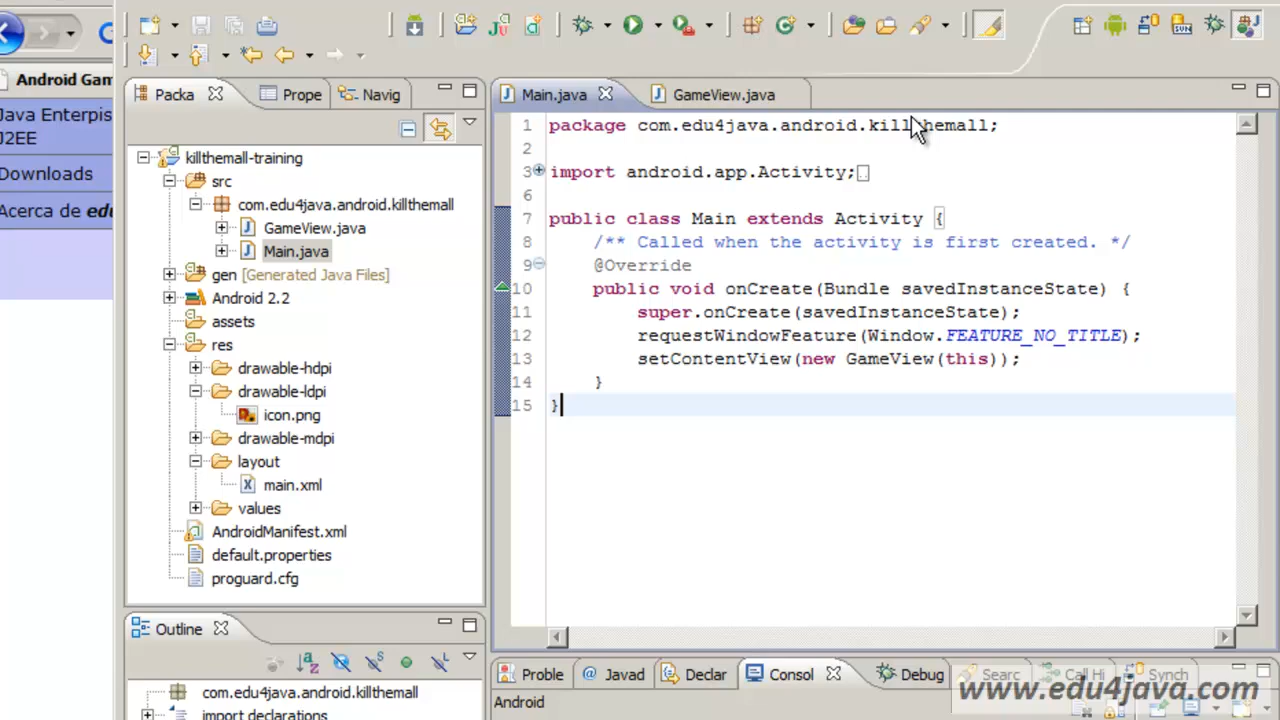 Android Gam
Java Enterpris
J2EE
Downloads
Acerca de edu
Packa
Prope
Navig
killthemall-training
src
com.edu4java.android.killthemall
GameView.java
Main.java
gen [Generated Java Files]
Android 2.2
assets
res
drawable-hdpi
drawable-ldpi
icon.png
drawable-mdpi
layout
main.xml
values
AndroidManifest.xml
default.properties
proguard.cfg
Outline
com.edu4java.android.killthemall
import declarations
Main.java
GameView.java
1 package com.edu4java.android.killthemall;
2
3 import android.app.Activity;
6
7 public class Main extends Activity {
8 /** Called when the activity is first created. */
9 @Override
10 public void onCreate(Bundle savedInstanceState) {
11 super.onCreate(savedInstanceState);
12 requestWindowFeature(Window.FEATURE_NO_TITLE);
13 setContentView(new GameView(this));
14 }
15 }
Proble
Javad
Declar
Consol
Debug
Searc
Call Hi
Synch
Android
www.edu4java.com